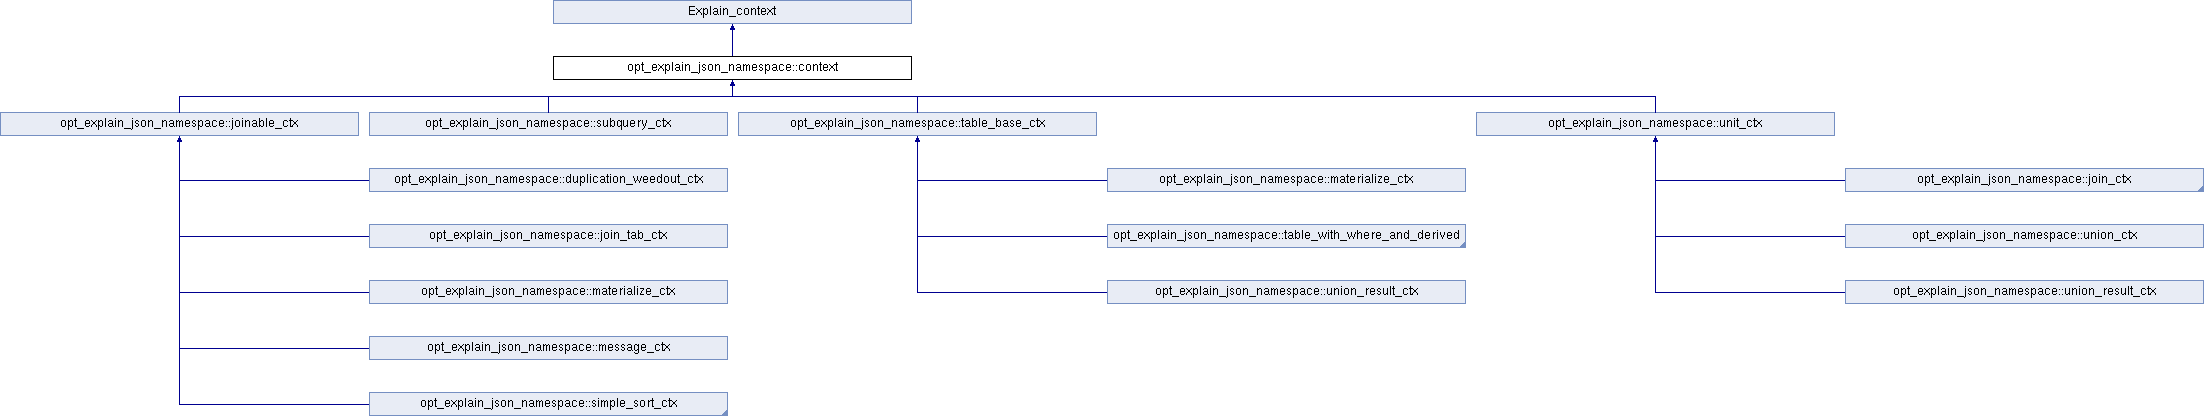 Explain_context
opt_explain_json_namespace::context
opt_explain_json_namespace::joinable_ctx
opt_explain_json_namespace::subquery_ctx
opt_explain_json_namespace::table_base_ctx
opt_explain_json_namespace::unit_ctx
opt_explain_json_namespace::duplication_weedout_ctx
opt_explain_json_namespace::materialize_ctx
opt_explain_json_namespace::join_ctx
opt_explain_json_namespace::join_tab_ctx
opt_explain_json_namespace::table_with_where_and_derived
opt_explain_json_namespace::union_ctx
opt_explain_json_namespace::materialize_ctx
opt_explain_json_namespace::union_result_ctx
opt_explain_json_namespace::union_result_ctx
opt_explain_json_namespace::message_ctx
opt_explain_json_namespace::simple_sort_ctx